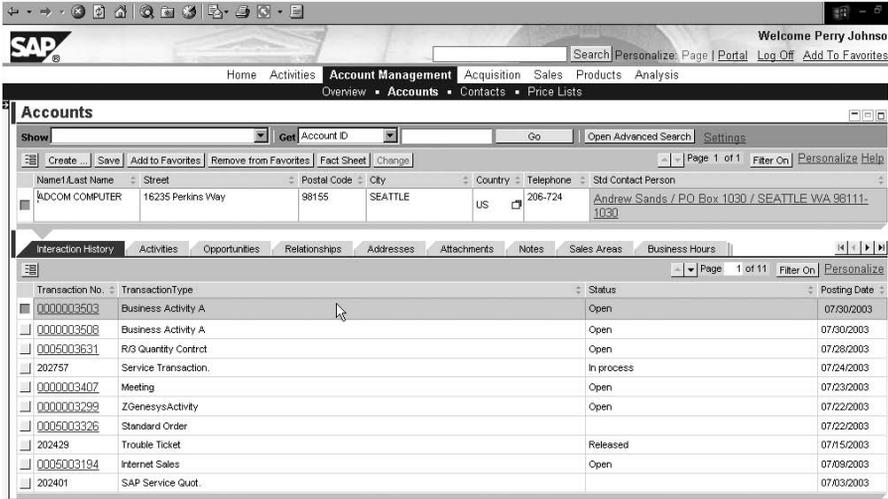 Welcome Perry Johnso
SAP ®
Search Personalize: Page | Portal Log Off Add To Favorites
Home Activities Account Management Acquisition Sales Products Analysis
Overview ▪ Accounts ▪ Contacts ▪ Price Lists
Accounts
Show Get Account ID Go Open Advanced Search Settings
Create ... Save Add to Favorites Remove from Favorites Fact Sheet Change Page 1 of 1 Filter On Personalize Help
Name1/Last Name Street Postal Code City Country Telephone Std Contact Person
ADCOM COMPUTER 16235 Perkins Way 98155 SEATTLE US 206-724 Andrew Sands / PO Box 1030 / SEATTLE WA 98111-
1030
Interaction History Activities Opportunities Relationships Addresses Attachments Notes Sales Areas Business Hours
Page 1 of 11 Filter On Personalize
Transaction No. TransactionType Status Posting Date
0000003503 Business Activity A Open 07/30/2003
0000003508 Business Activity A Open 07/30/2003
0005003631 R/3 Quantity Contrct Open 07/28/2003
202757 Service Transaction. In process 07/24/2003
0000003407 Meeting Open 07/23/2003
0000003299 ZGenesysActivity Open 07/22/2003
0005003326 Standard Order 07/22/2003
202429 Trouble Ticket Released 07/15/2003
0005003194 Internet Sales Open 07/09/2003
202401 SAP Service Quot. 07/03/2003